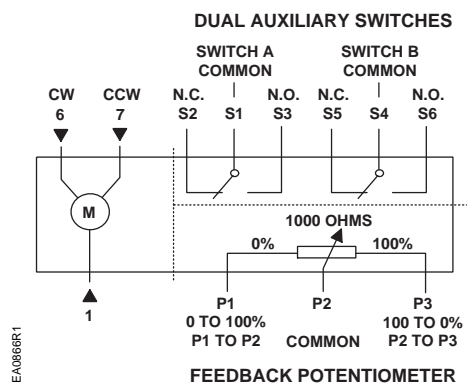 DUAL AUXILIARY SWITCHES
SWITCH A SWITCH B
COMMON COMMON
CW CCW N.C. N.O. N.C. N.O.
6 7 S2 S1 S3 S5 S4 S6
M
1000 OHMS
0% 100%
1 P1 P2 P3
0 TO 100% 100 TO 0%
P1 TO P2 COMMON P2 TO P3
FEEDBACK POTENTIOMETER
EA0866R1